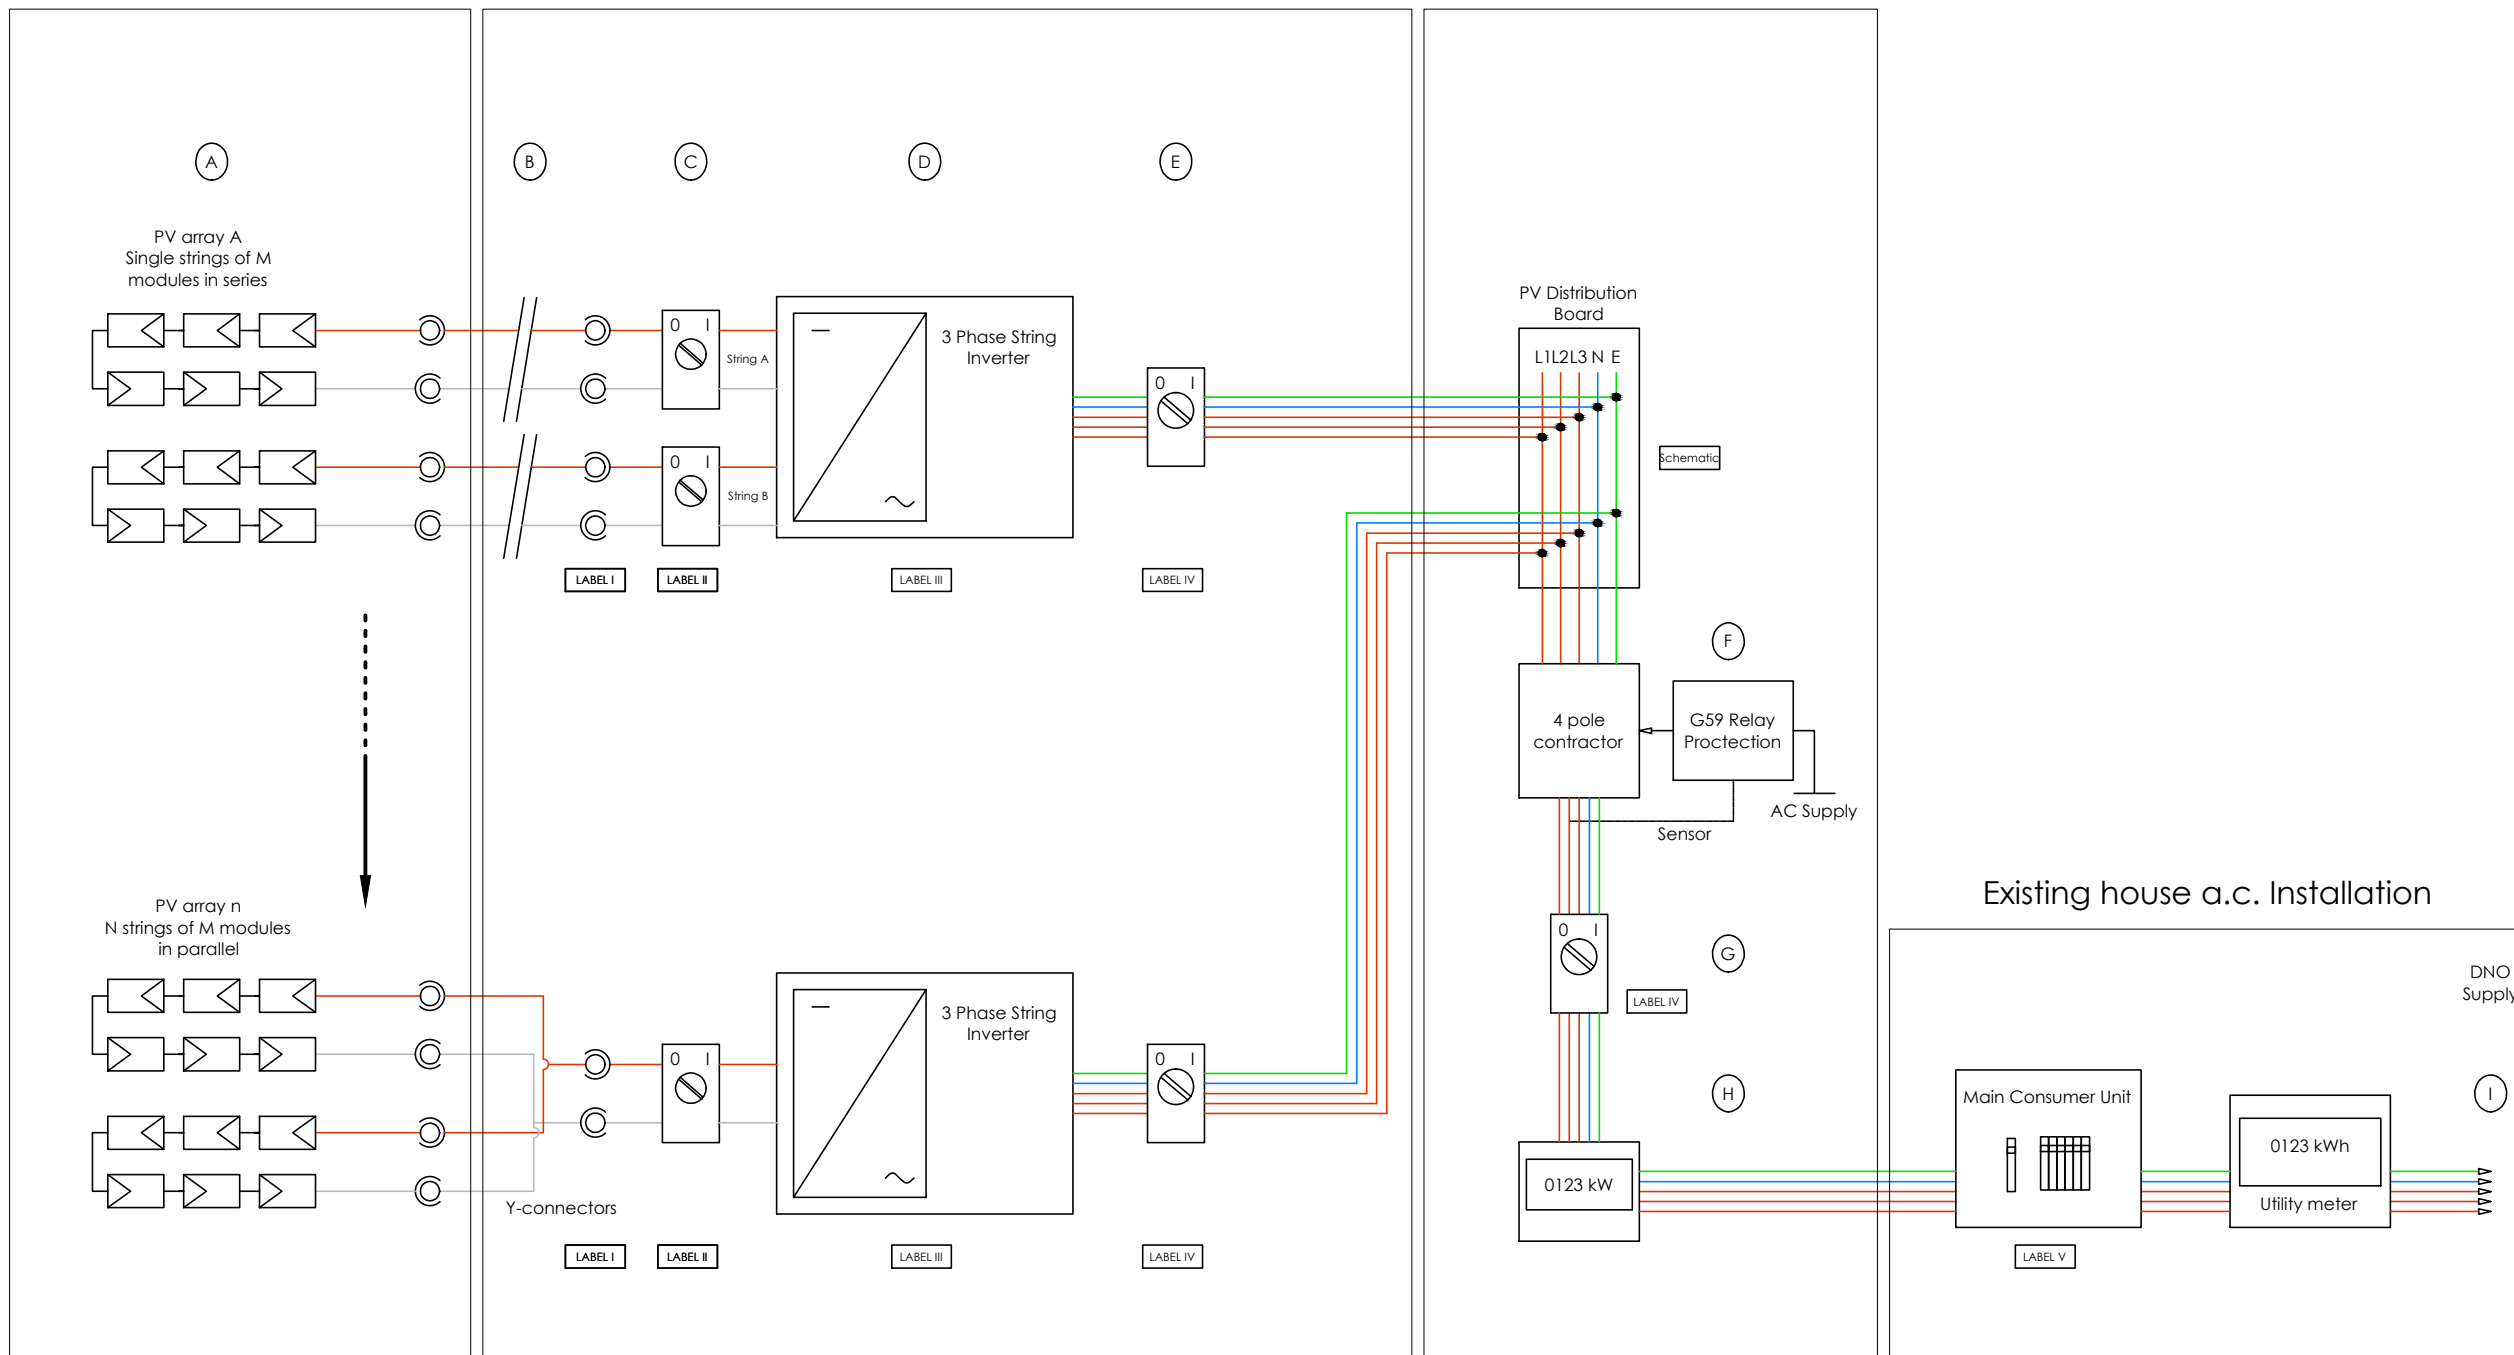 A
B
C
D
E
PV array A
Single strings of M
modules in series
0 I
String A
0 I
String B
3 Phase String
Inverter
0 I
LABEL I
LABEL II
LABEL III
LABEL IV
PV Distribution
Board
L1 L2 L3 N E
Schematic
F
4 pole
contractor
G59 Relay
Proctection
AC Supply
Sensor
0 I
G
LABEL IV
H
0123 kW
PV array n
N strings of M modules
in parallel
Y-connectors
0 I
3 Phase String
Inverter
0 I
LABEL I
LABEL II
LABEL III
LABEL IV
Existing house a.c. Installation
DNO
Supply
Main Consumer Unit
I
0123 kWh
Utility meter
LABEL V